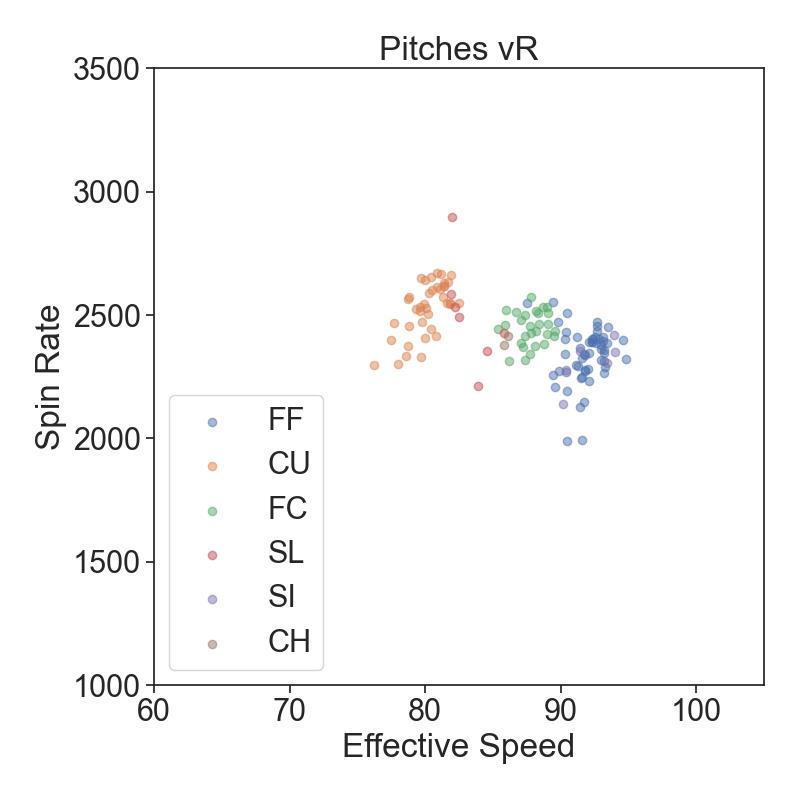 Pitches vR
3500
3000
2500
2000
1500
1000
Spin Rate
FF
CU
FC
SL
SI
CH
60 70 80 90 100
Effective Speed